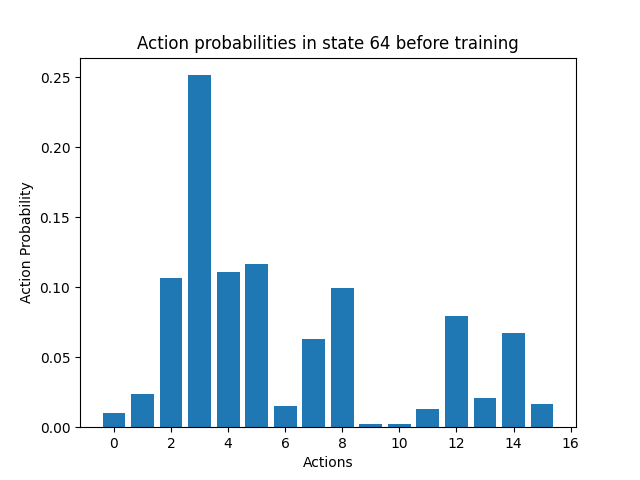 Action probabilities in state 64 before training
0.25
0.20
0.15
0.10
0.05
0.00
Action Probability
0 2 4 6 8 10 12 14 16
Actions